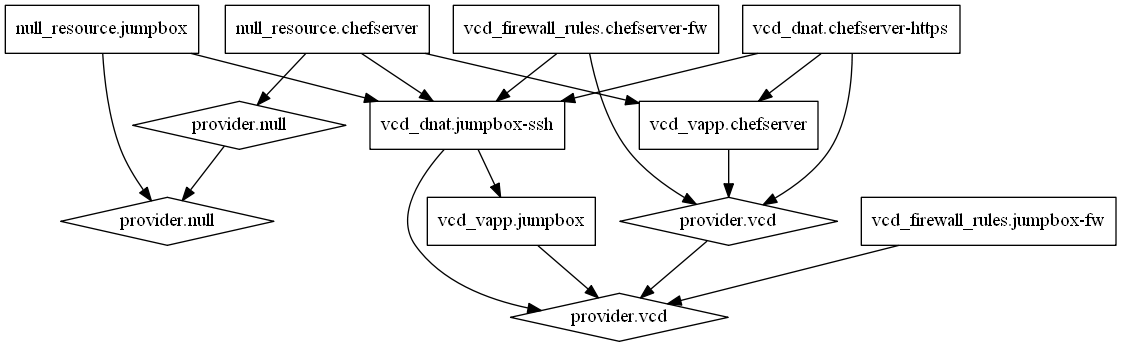 null_resource.jumpbox
null_resource.chefserver
vcd_firewall_rules.chefserver-fw
vcd_dnat.chefserver-https
provider.null
vcd_dnat.jumpbox-ssh
vcd_vapp.chefserver
provider.null
vcd_vapp.jumpbox
provider.vcd
vcd_firewall_rules.jumpbox-fw
provider.vcd